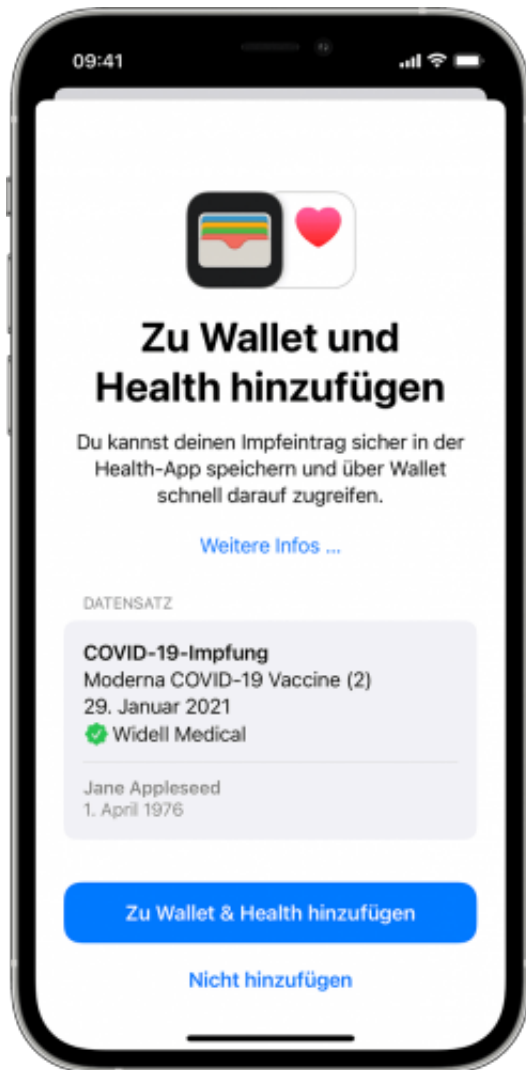 09:41
Zu Wallet und
Health hinzufügen
Du kannst deinen Impfeintrag sicher in der
Health-App speichern und über Wallet
schnell darauf zugreifen.
Weitere Infos ...
DATENSATZ
COVID-19-Impfung
Moderna COVID-19 Vaccine (2)
29. Januar 2021
Widell Medical
Jane Appleseed
1. April 1976
Zu Wallet & Health hinzufügen
Nicht hinzufügen